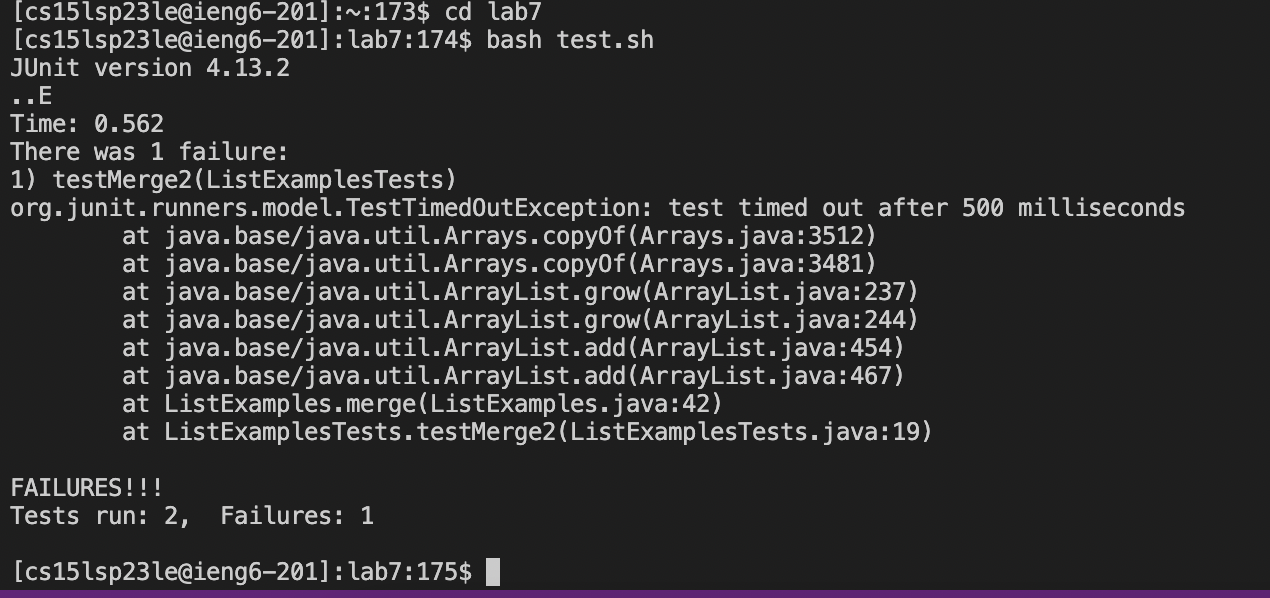 [cs15lsp23le@ieng6-201]:~:173$ cd lab7
[cs15lsp23le@ieng6-201]:lab7:174$ bash test.sh
JUnit version 4.13.2
..E
Time: 0.562
There was 1 failure:
1) testMerge2(ListExamplesTests)
org.junit.runners.model.TestTimedOutException: test timed out after 500 milliseconds
        at java.base/java.util.Arrays.copyOf(Arrays.java:3512)
        at java.base/java.util.Arrays.copyOf(Arrays.java:3481)
        at java.base/java.util.ArrayList.grow(ArrayList.java:237)
        at java.base/java.util.ArrayList.grow(ArrayList.java:244)
        at java.base/java.util.ArrayList.add(ArrayList.java:454)
        at java.base/java.util.ArrayList.add(ArrayList.java:467)
        at ListExamples.merge(ListExamples.java:42)
        at ListExamplesTests.testMerge2(ListExamplesTests.java:19)

FAILURES!!!
Tests run: 2,  Failures: 1

[cs15lsp23le@ieng6-201]:lab7:175$